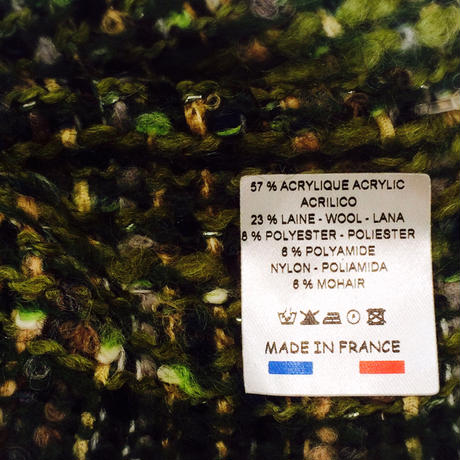 57 % ACRYLIQUE ACRYLIC
ACRILICO
23 % LAINE - WOOL - LANA
8 % POLYESTER - POLIESTER
6 % POLYAMIDE
NYLON - POLIAMIDA
6 % MOHAIR
MADE IN FRANCE